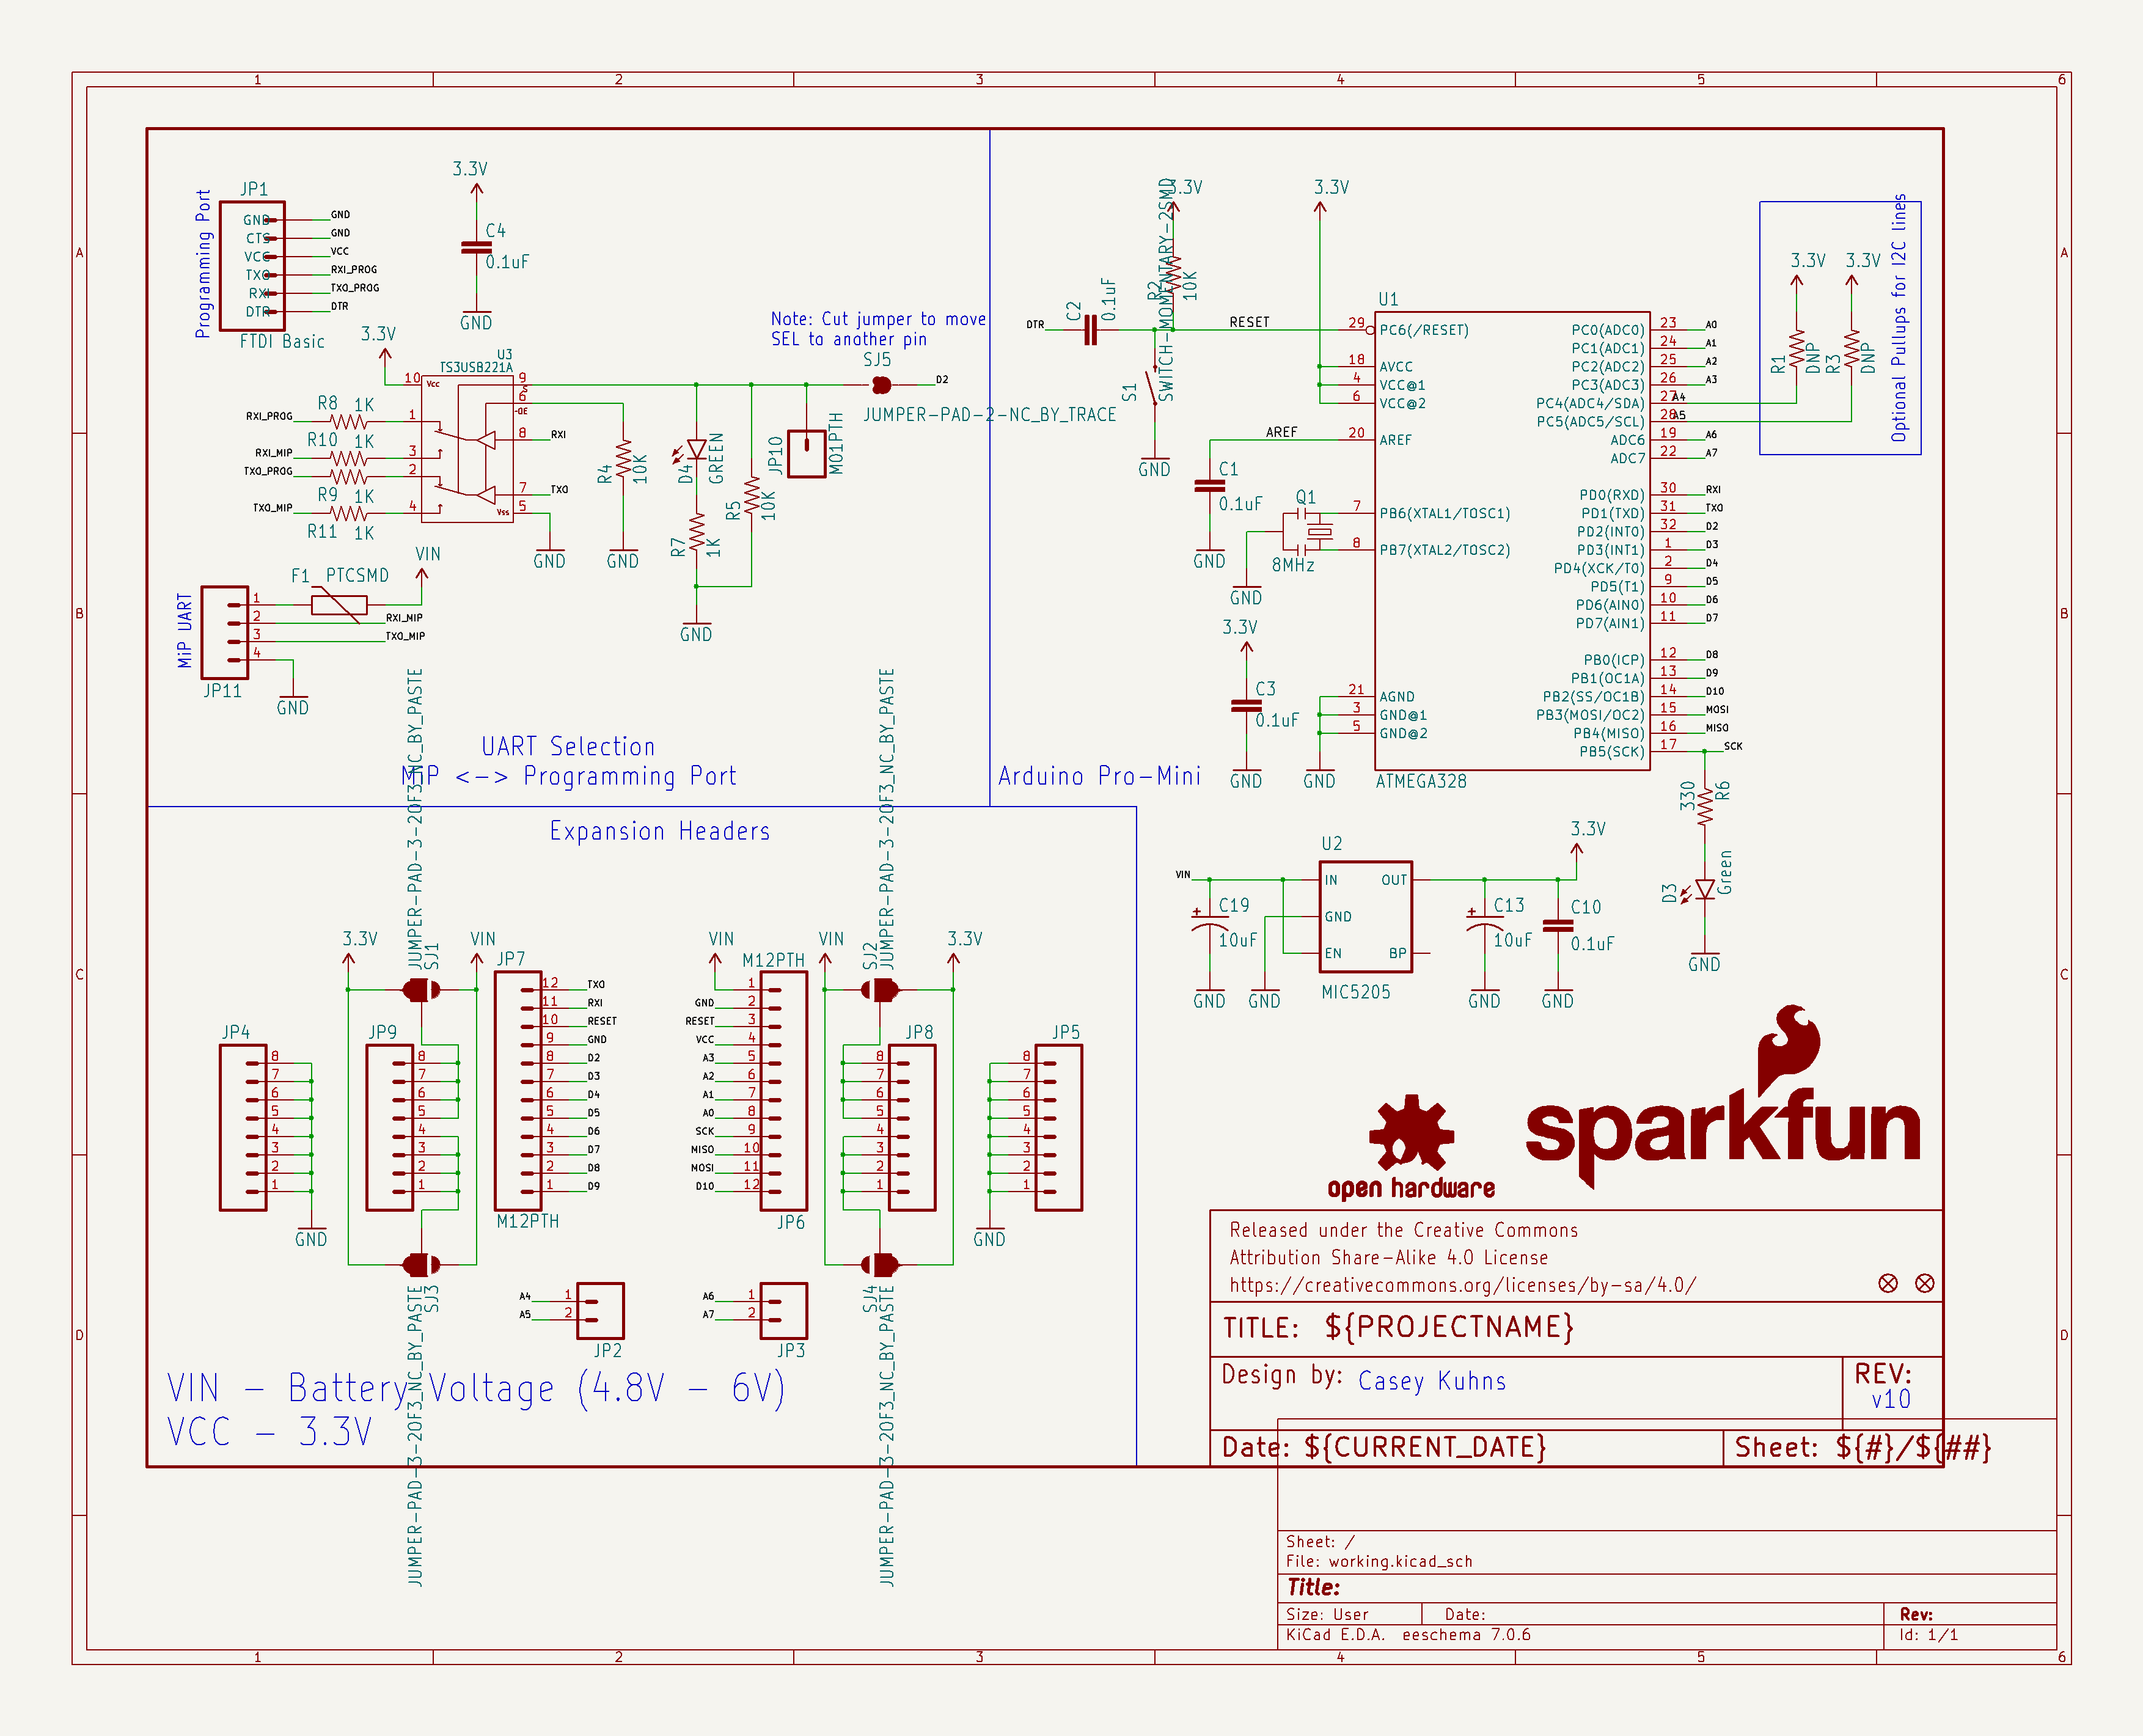 1 2 3 4 5 6
A
B
C
D
Programming Port
JP1
GND
CTS
VCC
TXO
RXI
DTR
GND
GND
VCC
RXI_PROG
TXO_PROG
DTR
FTDI Basic
3.3V
C4
0.1uF
GND
3.3V
U3
TS3USB221A
10 Vcc
9 S
6 -OE
1
8 RXI
3
2
7 TXO
4
Vss 5
RXI_PROG
R8 1K
R10 1K
RXI_MIP
TXO_PROG
R9 1K
TXO_MIP
R11 1K
GND
R4
10K
GND
D4
GREEN
R7
1K
R5
10K
GND
JP10
M01PTH
Note: Cut jumper to move
SEL to another pin
SJ5
D2
JUMPER-PAD-2-NC_BY_TRACE
VIN
F1 PTCSMD
MiP UART
1
2
3
4
RXI_MIP
TXO_MIP
JP11
GND
UART Selection
MiP <-> Programming Port
3.3V
R2
10K
SWITCH-MOMENTARY-2SMD
S1
GND
DTR
C2
0.1uF
RESET
3.3V
AREF
C1
0.1uF
GND
Q1
8MHz
GND
3.3V
C3
0.1uF
GND
GND
Arduino Pro-Mini
U1
29 PC6(/RESET)
18 AVCC
4 VCC@1
6 VCC@2
20 AREF
7 PB6(XTAL1/TOSC1)
8 PB7(XTAL2/TOSC2)
21 AGND
3 GND@1
5 GND@2
ATMEGA328
PC0(ADC0) 23 A0
PC1(ADC1) 24 A1
PC2(ADC2) 25 A2
PC3(ADC3) 26 A3
PC4(ADC4/SDA) 27 A4
PC5(ADC5/SCL) 28 A5
ADC6 19 A6
ADC7 22 A7
PD0(RXD) 30 RXI
PD1(TXD) 31 TXO
PD2(INT0) 32 D2
PD3(INT1) 1 D3
PD4(XCK/T0) 2 D4
PD5(T1) 9 D5
PD6(AIN0) 10 D6
PD7(AIN1) 11 D7
PB0(ICP) 12 D8
PB1(OC1A) 13 D9
PB2(SS/OC1B) 14 D10
PB3(MOSI/OC2) 15 MOSI
PB4(MISO) 16 MISO
PB5(SCK) 17 SCK
3.3V 3.3V
R1
DNP
R3
DNP
Optional Pullups for I2C lines
330
R6
D3
Green
GND
U2
VIN
IN OUT
GND
EN BP
MIC5205
C19
10uF
GND
GND
3.3V
C13
10uF
C10
0.1uF
GND
GND
Expansion Headers
JUMPER-PAD-3-2OF3_NC_BY_PASTE
SJ1
3.3V
VIN
JUMPER-PAD-3-2OF3_NC_BY_PASTE
SJ2
VIN
3.3V
JP4
8
7
6
5
4
3
2
1
GND
JP9
8
7
6
5
4
3
2
1
JP7
12 TXO
11 RXI
10 RESET
9 GND
8 D2
7 D3
6 D4
5 D5
4 D6
3 D7
2 D8
1 D9
M12PTH
VIN
M12PTH
1
GND 2
RESET 3
VCC 4
A3 5
A2 6
A1 7
A0 8
SCK 9
MISO 10
MOSI 11
D10 12
JP6
JP8
8
7
6
5
4
3
2
1
JP5
8
7
6
5
4
3
2
1
GND
SJ3
JUMPER-PAD-3-2OF3_NC_BY_PASTE
SJ4
JUMPER-PAD-3-2OF3_NC_BY_PASTE
A4 1
A5 2
JP2
A6 1
A7 2
JP3
VIN - Battery Voltage (4.8V - 6V)
VCC - 3.3V
open hardware
sparkfun
Released under the Creative Commons
Attribution Share-Alike 4.0 License
https://creativecommons.org/licenses/by-sa/4.0/
TITLE: ${PROJECTNAME}
Design by: Casey Kuhns
REV:
v10
Date: ${CURRENT_DATE}
Sheet: ${#}/${##}
Sheet: /
File: working.kicad_sch
Title:
Size: User Date: Rev:
KiCad E.D.A. eeschema 7.0.6 Id: 1/1
A
B
C
D
1 2 3 4 5 6